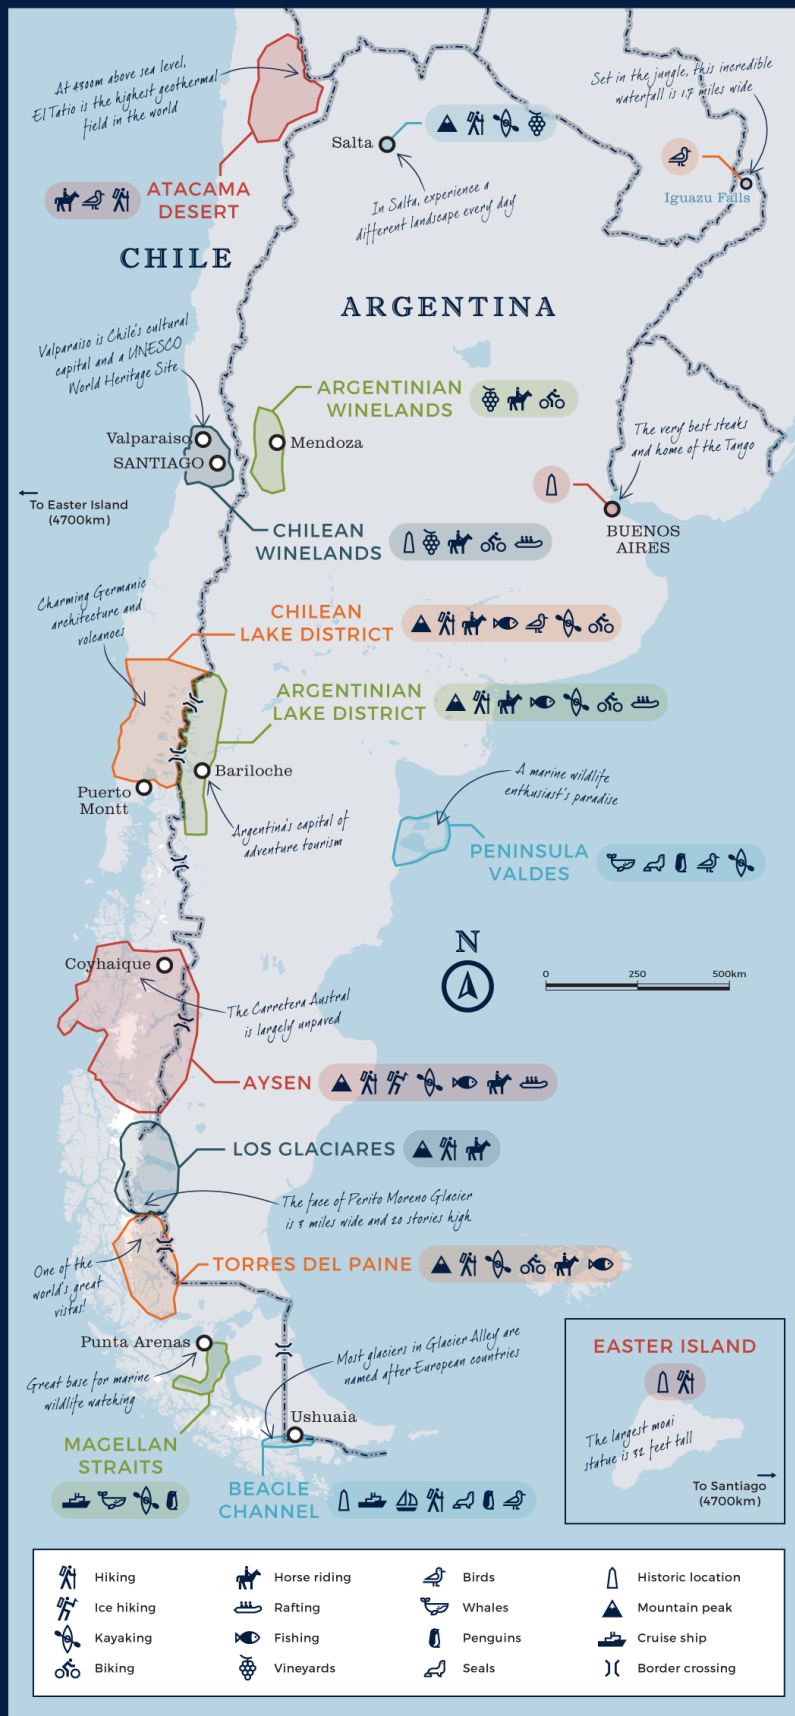 At 4300m above sea level,
El Tatio is the highest geothermal
field in the world
Set in the jungle, this incredible
waterfall is 1.7 miles wide
Salta
Iguazu Falls
ATACAMA
DESERT
In Salta, experience a
different landscape every day
CHILE
ARGENTINA
Valparaiso is Chile's cultural
capital and a UNESCO
World Heritage Site
ARGENTINIAN
WINELANDS
Valparaiso
SANTIAGO
Mendoza
The very best steaks
and home of the Tango
To Easter Island
(4700km)
BUENOS
AIRES
CHILEAN
WINELANDS
Charming Germanic
architecture and
volcanoes
CHILEAN
LAKE DISTRICT
ARGENTINIAN
LAKE DISTRICT
Bariloche
Puerto
Montt
A marine wildlife
enthusiast's paradise
Argentina's capital of
adventure tourism
PENINSULA
VALDES
N
Coyhaique
0 250 500km
The Carretera Austral
is largely unpaved
AYSEN
LOS GLACIARES
The face of Perito Moreno Glacier
is 3 miles wide and 20 stories high
One of the
world's great
vistas!
TORRES DEL PAINE
Punta Arenas
Most glaciers in Glacier Alley are
named after European countries
Great base for marine
wildlife watching
EASTER ISLAND
Ushuaia
The largest moai
statue is 32 feet tall
MAGELLAN
STRAITS
BEAGLE
CHANNEL
To Santiago
(4700km)
Hiking
Horse riding
Birds
Historic location
Ice hiking
Rafting
Whales
Mountain peak
Kayaking
Fishing
Penguins
Cruise ship
Biking
Vineyards
Seals
Border crossing